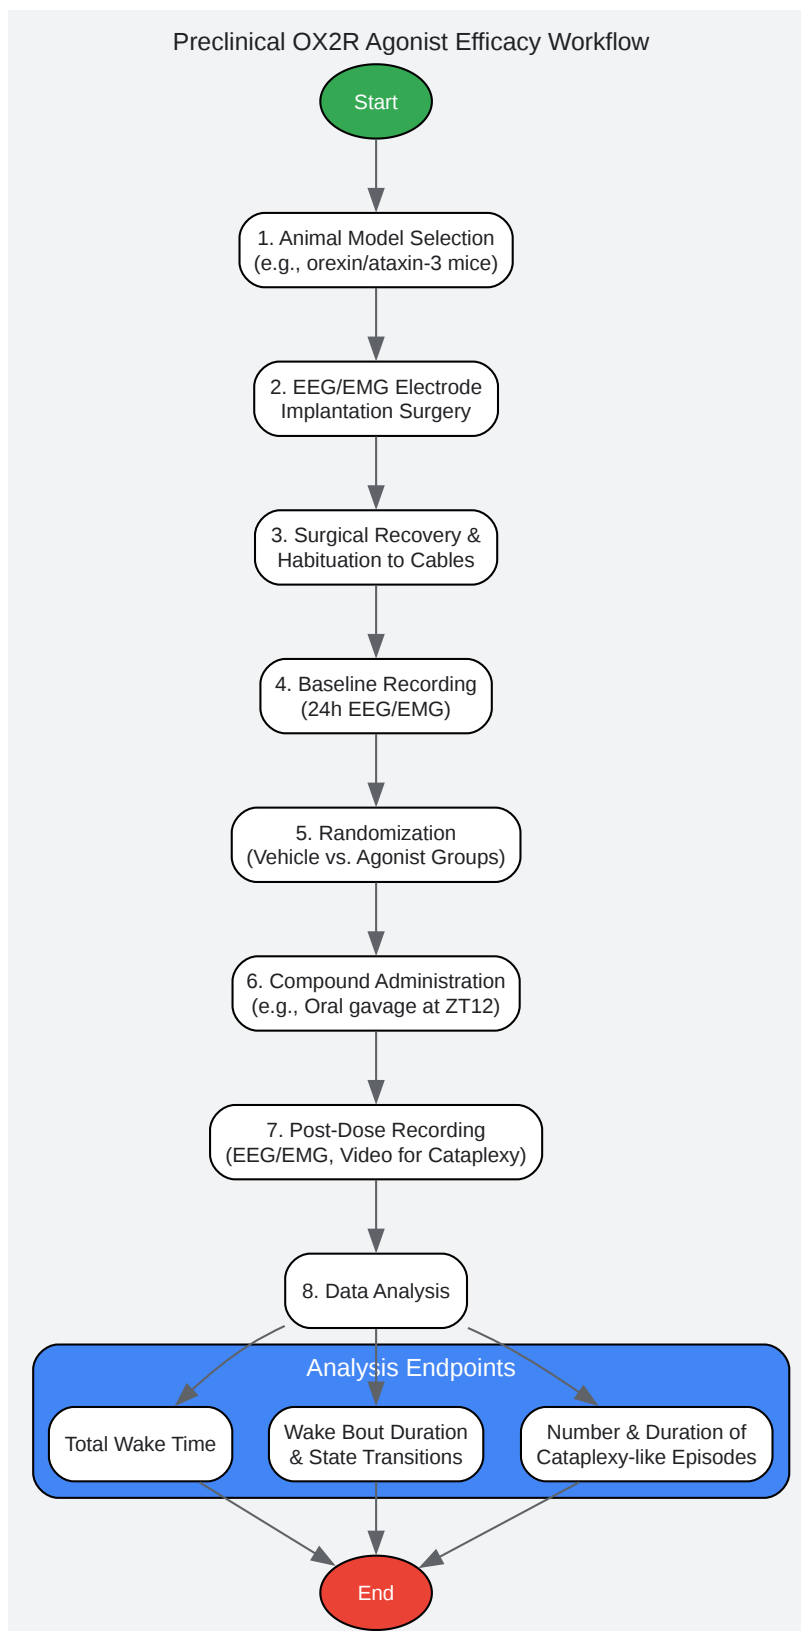 Preclinical OX2R Agonist Efficacy Workflow
Start
1. Animal Model Selection
(e.g., orexin/ataxin-3 mice)
2. EEG/EMG Electrode
Implantation Surgery
3. Surgical Recovery &
Habituation to Cables
4. Baseline Recording
(24h EEG/EMG)
5. Randomization
(Vehicle vs. Agonist Groups)
6. Compound Administration
(e.g., Oral gavage at ZT12)
7. Post-Dose Recording
(EEG/EMG, Video for Cataplexy)
8. Data Analysis
Analysis Endpoints
Total Wake Time
Wake Bout Duration
& State Transitions
Number & Duration of
Cataplexy-like Episodes
End